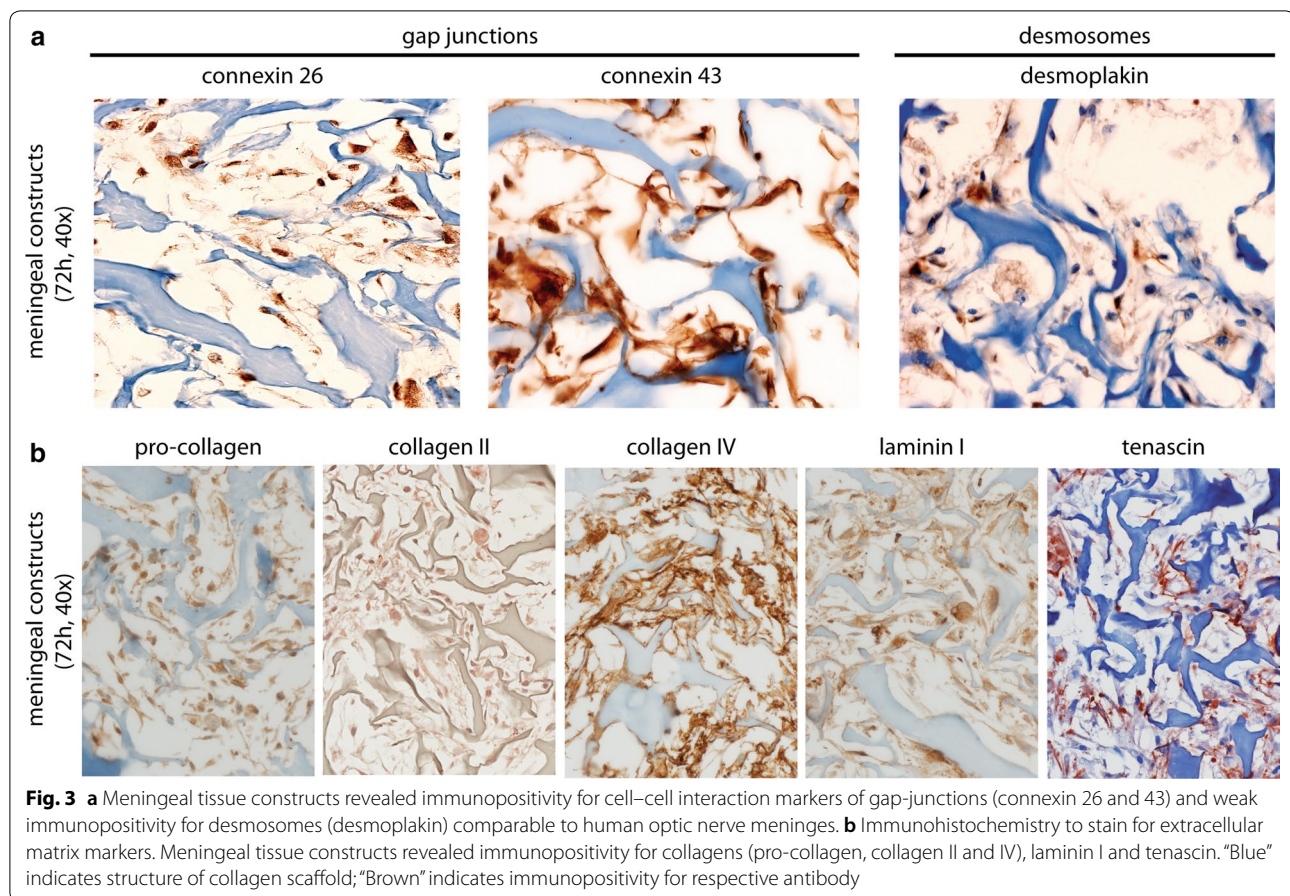 a
gap junctions
desmosomes
connexin 26
connexin 43
desmoplakin
meningeal constructs
(72h, 40x)
b
pro-collagen
collagen II
collagen IV
laminin I
tenascin
meningeal constructs
(72h, 40x)
Fig. 3 a Meningeal tissue constructs revealed immunopositivity for cell–cell interaction markers of gap-junctions (connexin 26 and 43) and weak
immunopositivity for desmosomes (desmoplakin) comparable to human optic nerve meninges. b Immunohistochemistry to stain for extracellular
matrix markers. Meningeal tissue constructs revealed immunopositivity for collagens (pro-collagen, collagen II and IV), laminin I and tenascin. “Blue”
indicates structure of collagen scaffold; “Brown” indicates immunopositivity for respective antibody